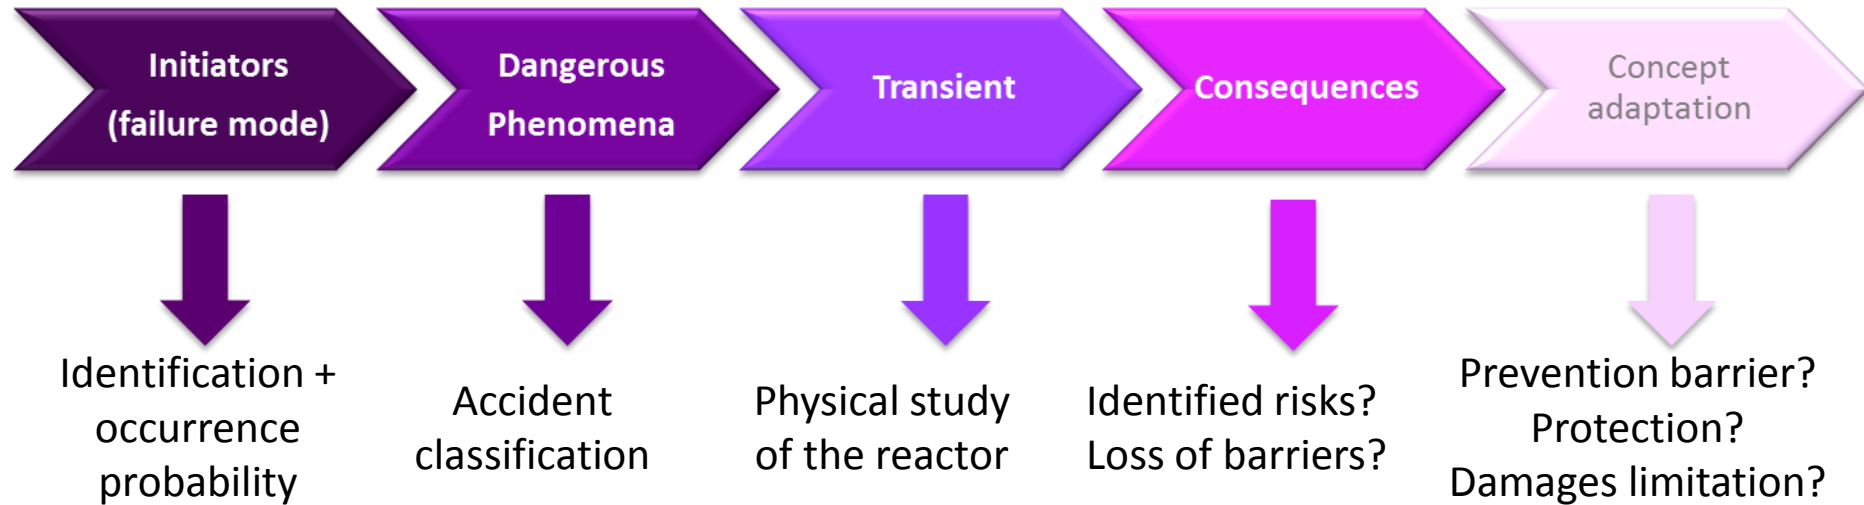 Initiators
(failure mode)
Dangerous
Phenomena
Transient
Consequences
Concept
adaptation
Identification +
occurrence
probability
Accident
classification
Physical study
of the reactor
Identified risks?
Loss of barriers?
Prevention barrier?
Protection?
Damages limitation?